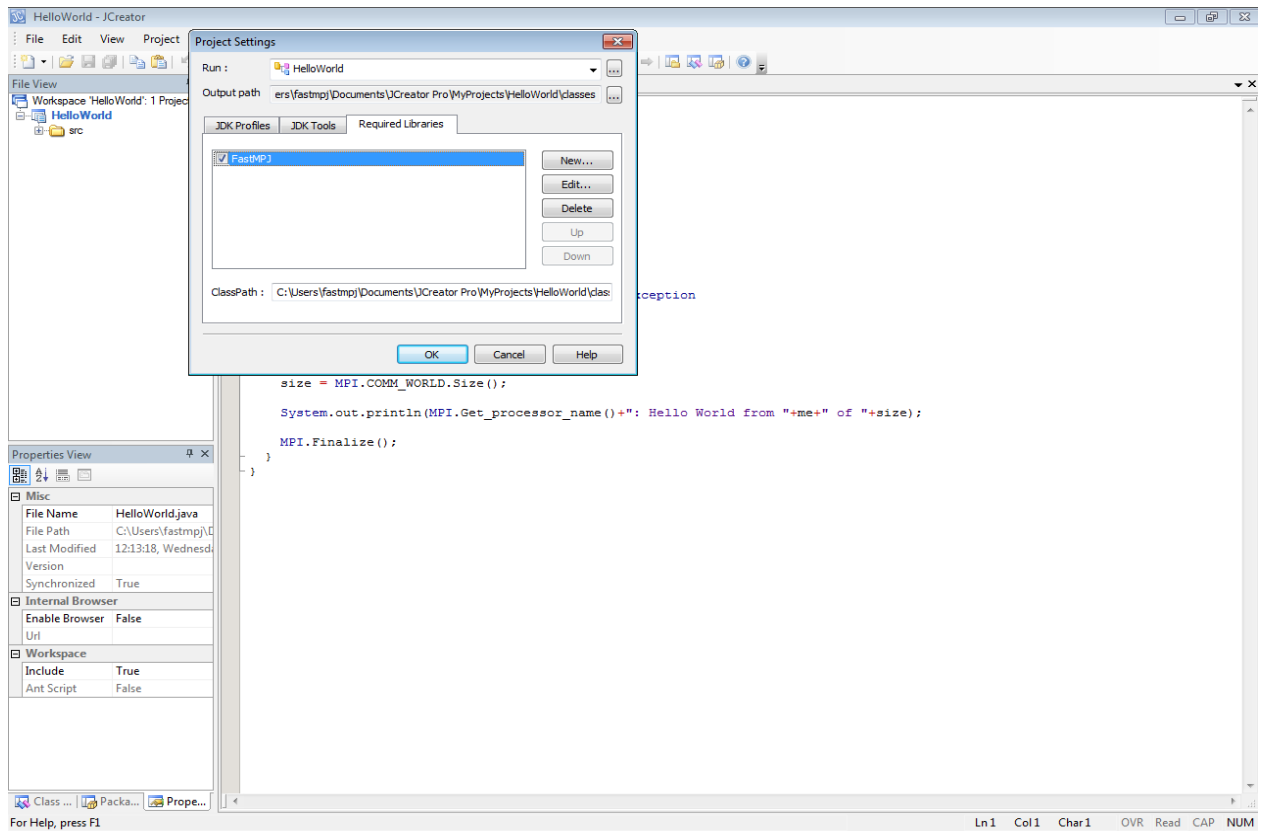 HelloWorld - JCreator
File Edit View Project
Project Settings
Run : HelloWorld
...
Output path ers\fastmpj\Documents\JCreator Pro\MyProjects\HelloWorld\classes
...
JDK Profiles JDK Tools Required Libraries
FastMPJ
New...
Edit...
Delete
Up
Down
ClassPath : C:\Users\fastmpj\Documents\JCreator Pro\MyProjects\HelloWorld\clas
OK Cancel Help
File View
Workspace 'HelloWorld': 1 Projec
HelloWorld
src
ception
size = MPI.COMM_WORLD.Size();
System.out.println(MPI.Get_processor_name()+": Hello World from "+me+" of "+size);
MPI.Finalize();
}
}
Properties View
Misc
File Name HelloWorld.java
File Path C:\Users\fastmpj\D
Last Modified 12:13:18, Wednesd
Version
Synchronized True
Internal Browser
Enable Browser False
Url
Workspace
Include True
Ant Script False
Class ... Packa... Prope...
For Help, press F1
Ln 1 Col 1 Char 1 OVR Read CAP NUM